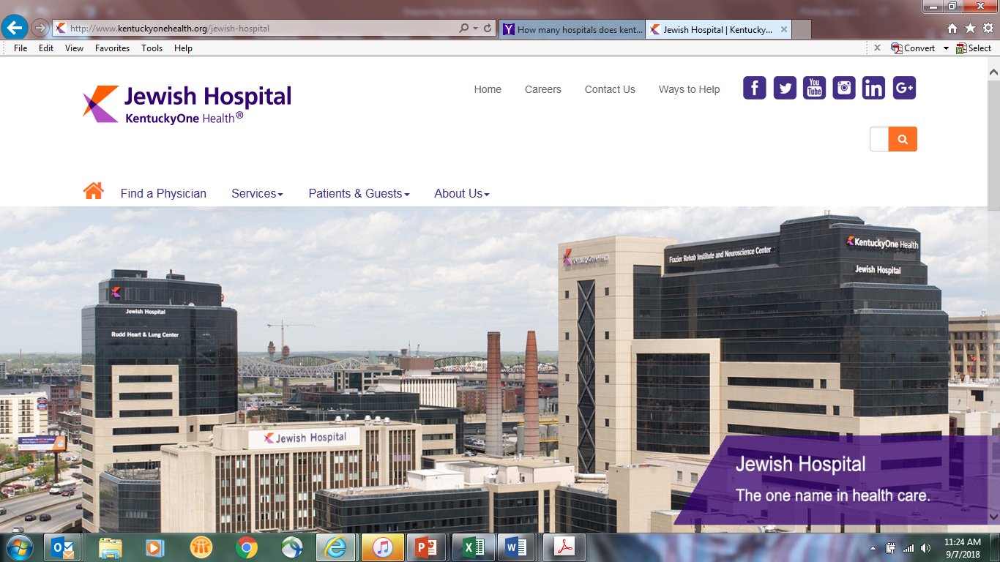 http://www.kentuckyonehealth.org/jewish-hospital
How many hospitals does kent...
Jewish Hospital | Kentucky...
File Edit View Favorites Tools Help
Convert
Select
Jewish Hospital
KentuckyOne Health®
Home Careers Contact Us Ways to Help
You
Tube
in
G+
Find a Physician Services Patients & Guests About Us
KentuckyOne Health
Frazier Rehab Institute and Neuroscience Center
KentuckyOne Health
Jewish Hospital
Jewish Hospital
Rudd Heart & Lung Center
Jewish Hospital
Jewish Hospital
The one name in health care.
11:24 AM
9/7/2018